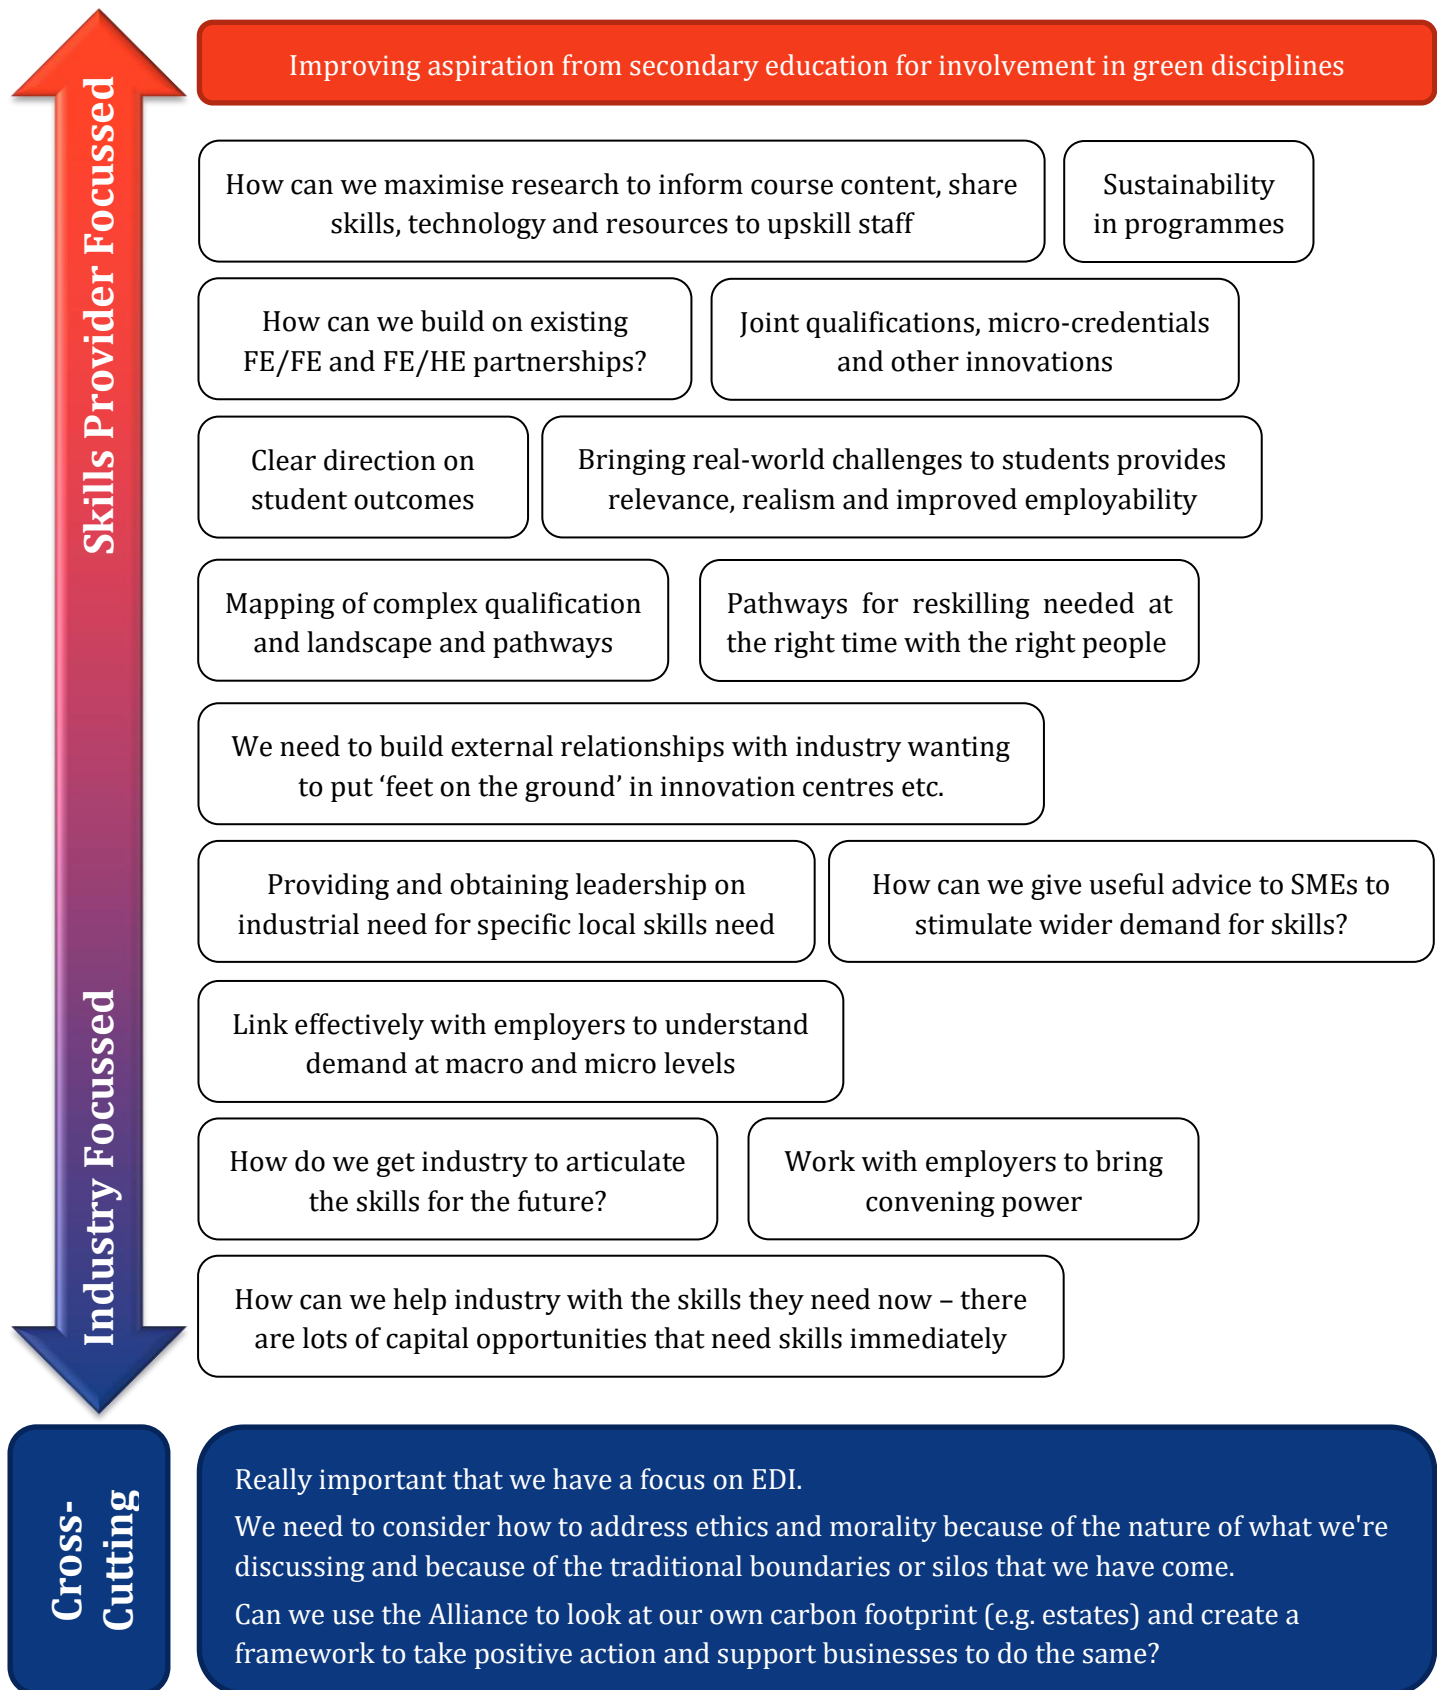 Skills Provider Focussed
Improving aspiration from secondary education for involvement in green disciplines
How can we maximise research to inform course content, share
skills, technology and resources to upskill staff
Sustainability
in programmes
How can we build on existing
FE/FE and FE/HE partnerships?
Joint qualifications, micro-credentials
and other innovations
Clear direction on
student outcomes
Bringing real-world challenges to students provides
relevance, realism and improved employability
Mapping of complex qualification
and landscape and pathways
Pathways for reskilling needed at
the right time with the right people
We need to build external relationships with industry wanting
to put ‘feet on the ground’ in innovation centres etc.
Providing and obtaining leadership on
industrial need for specific local skills need
How can we give useful advice to SMEs to
stimulate wider demand for skills?
Industry Focussed
Link effectively with employers to understand
demand at macro and micro levels
How do we get industry to articulate
the skills for the future?
Work with employers to bring
convening power
How can we help industry with the skills they need now – there
are lots of capital opportunities that need skills immediately
Cross-
Cutting
Really important that we have a focus on EDI.
We need to consider how to address ethics and morality because of the nature of what we're
discussing and because of the traditional boundaries or silos that we have come.
Can we use the Alliance to look at our own carbon footprint (e.g. estates) and create a
framework to take positive action and support businesses to do the same?